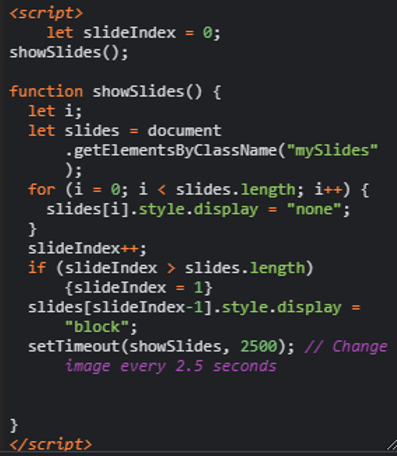 <script>
let slideIndex = 0;
showSlides();
function showSlides() {
let i;
let slides = document
.getElementsByClassName("mySlides"
);
for (i = 0; i < slides.length; i++) {
slides[i].style.display = "none";
}
slideIndex++;
if (slideIndex > slides.length)
{slideIndex = 1}
slides[slideIndex-1].style.display =
"block";
setTimeout(showSlides, 2500); // Change
image every 2.5 seconds
}
</script>